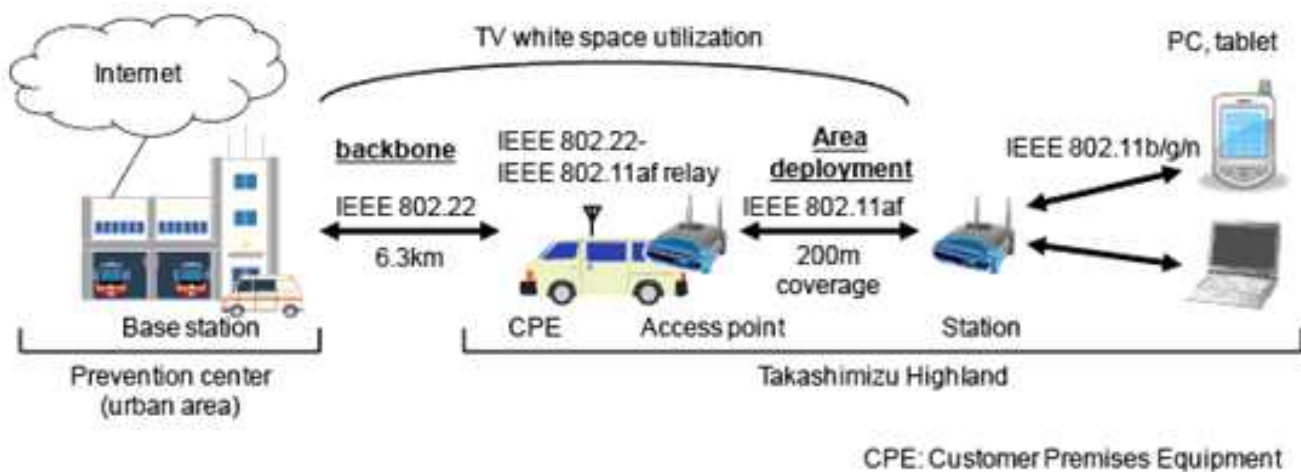 TV white space utilization
PC, tablet
Internet
backbone
IEEE 802.22-
IEEE 802.11af relay
Area
deployment
IEEE 802.11b/g/n
IEEE 802.22
IEEE 802.11af
6.3km
200m
coverage
Base station
CPE
Access point
Station
Prevention center
(urban area)
Takashimizu Highland
CPE: Customer Premises Equipment